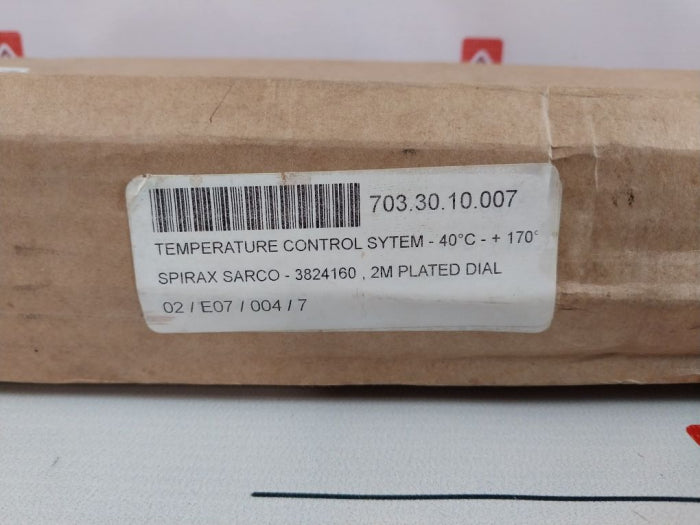 703.30.10.007
TEMPERATURE CONTROL SYTEM - 40°C - + 170°
SPIRAX SARCO - 3824160 , 2M PLATED DIAL
02 / E07 / 004 / 7